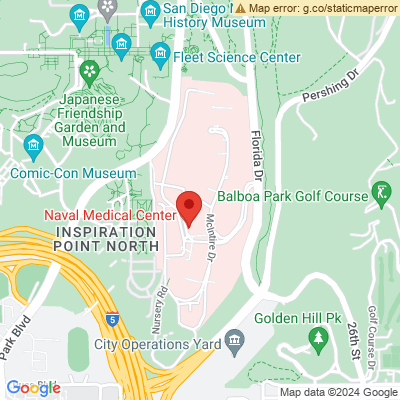 San Diego N
History Museum
Map error: g.co/staticmaperror
Fleet Science Center
Pershing Dr
Japanese
Friendship
Garden and
Museum
Florida Dr
Comic-Con Museum
Balboa Park Golf Course
Naval Medical Center
McIntire Dr
INSPIRATION
POINT NORTH
Nursery Rd
5
Park Blvd
City Operations Yard
Golden Hill Pk
26th St
Golf Course Dr
Google
Map data ©2024 Google